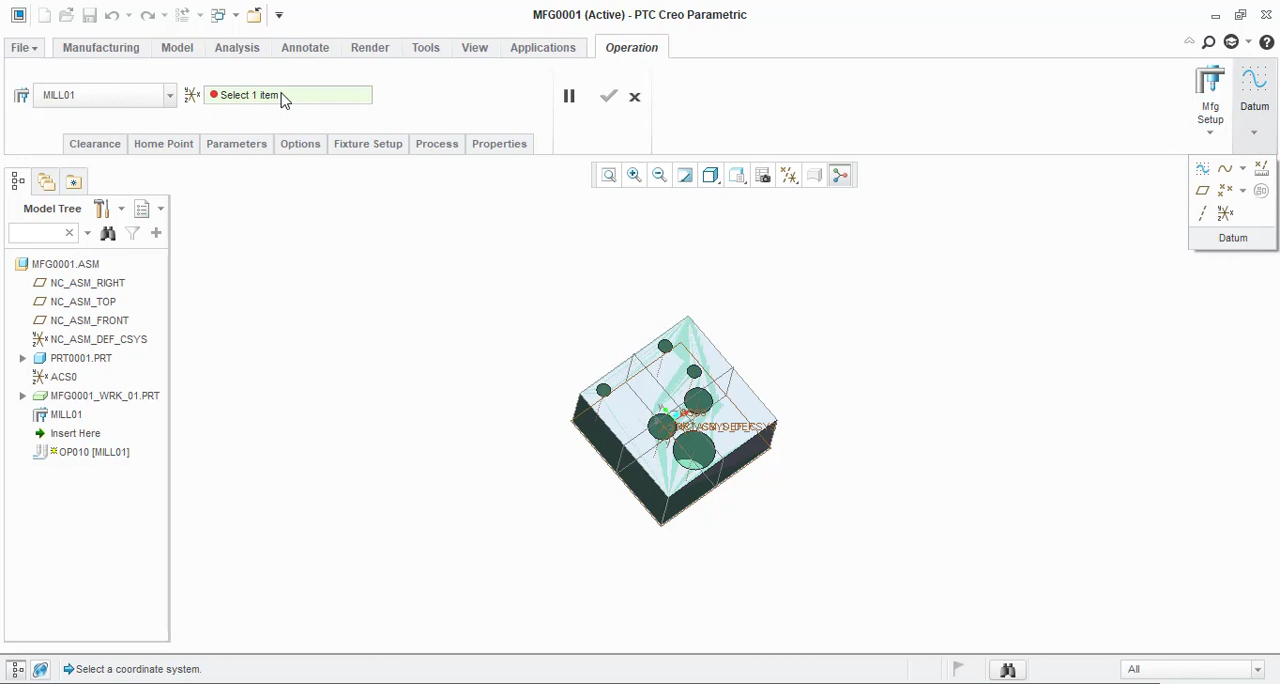 MFG0001 (Active) - PTC Creo Parametric
File Manufacturing Model Analysis Annotate Render Tools View Applications Operation
MILL01 Select 1 item
Mfg Setup Datum
Clearance Home Point Parameters Options Fixture Setup Process Properties
Datum
Model Tree
MFG0001.ASM
NC_ASM_RIGHT
NC_ASM_TOP
NC_ASM_FRONT
NC_ASM_DEF_CSYS
PRT0001.PRT
ACS0
MFG0001_WRK_01.PRT
MILL01
Insert Here
OP010 [MILL01]
Select a coordinate system.
All